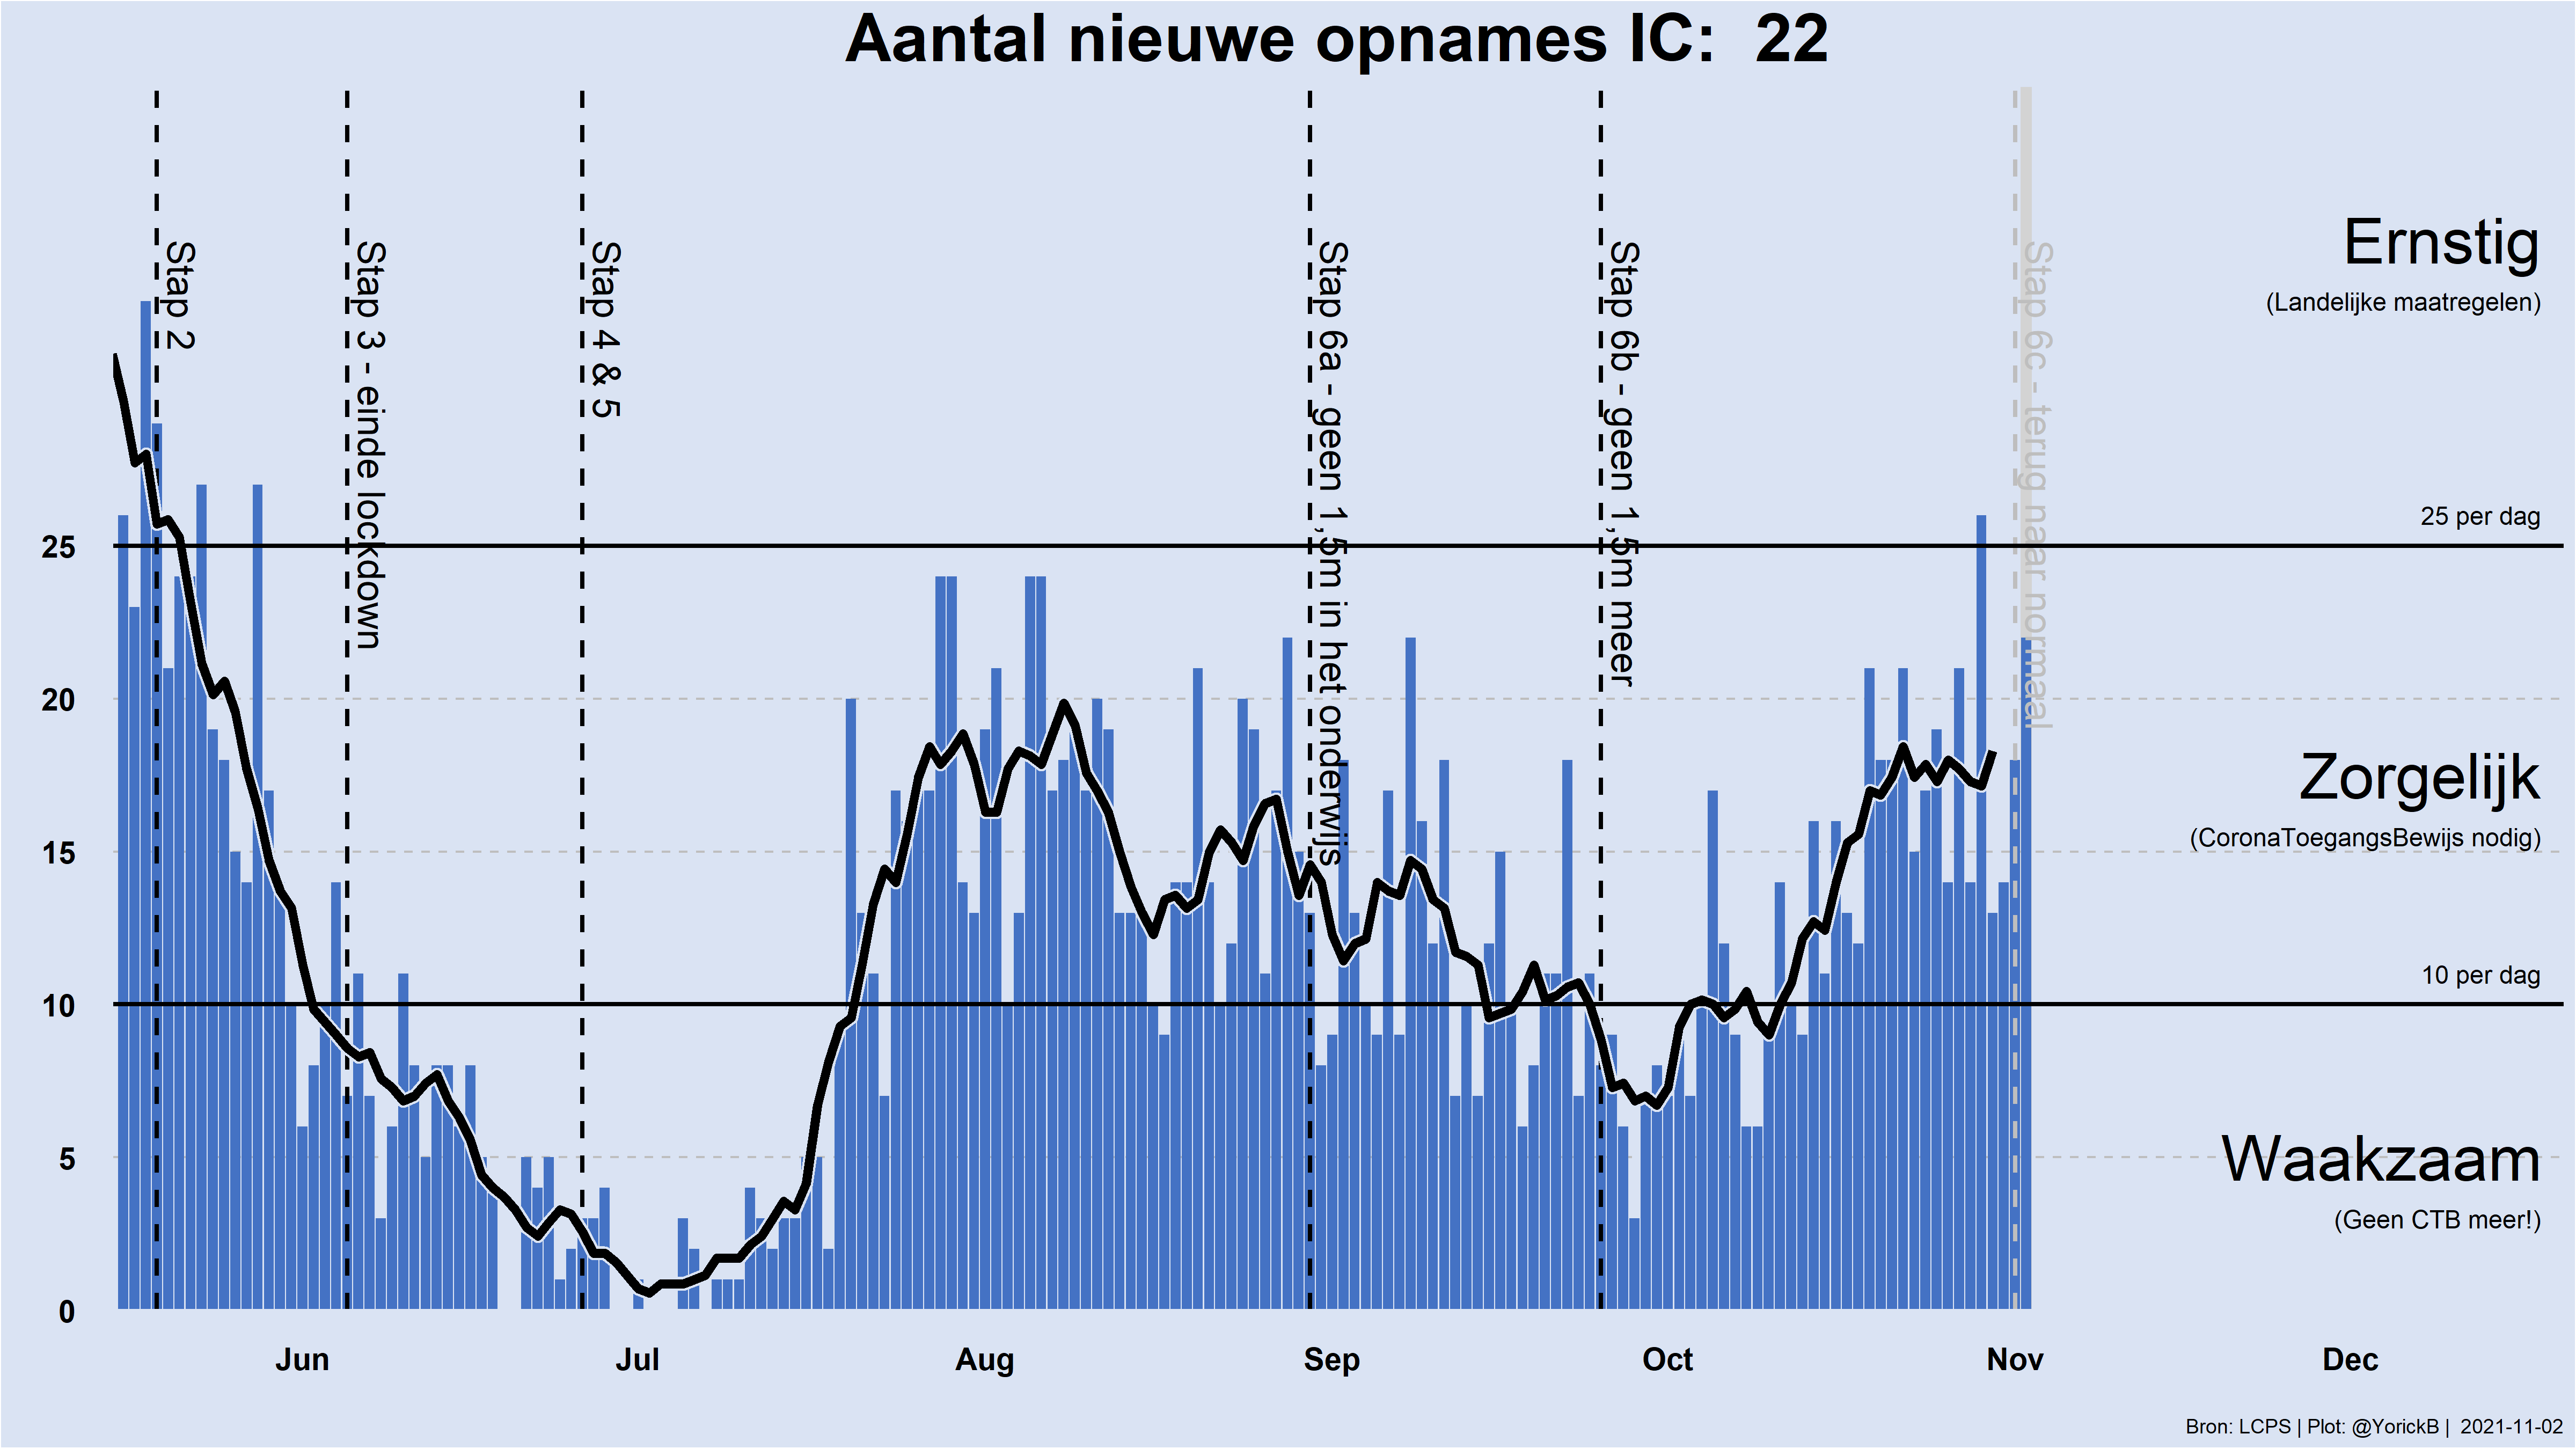 Aantal nieuwe opnames IC:  22
Stap 2
Stap 3 - einde lockdown
Stap 4 & 5
Stap 6a - geen 1,5m in het onderwijs
Stap 6b - geen 1,5m meer
Stap 6c - terug naar normaal
Ernstig
(Landelijke maatregelen)
25 per dag
25
20
Zorgelijk
(CoronaToegangsBewijs nodig)
15
10 per dag
10
Waakzaam
5
(Geen CTB meer!)
0
Jun Jul Aug Sep Oct Nov Dec
Bron: LCPS | Plot: @YorickB |  2021-11-02